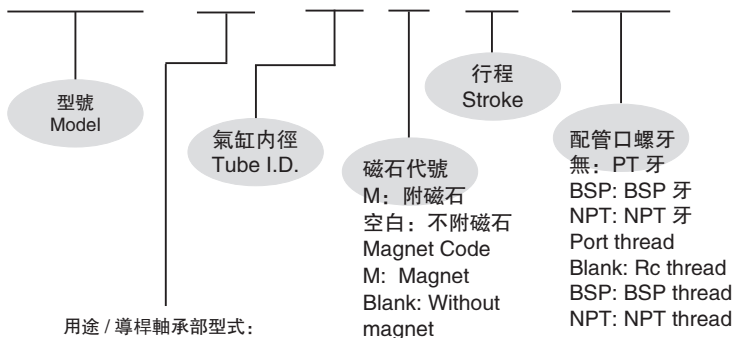 型號
Model
氣缸内徑
Tube I.D.
磁石代號
M：附磁石
空白：不附磁石
Magnet Code
M: Magnet
Blank: Without
magnet
行程
Stroke
配管口螺牙
無：PT 牙
BSP: BSP 牙
NPT: NPT 牙
Port thread
Blank: Rc thread
BSP: BSP thread
NPT: NPT thread
用途 / 導桿軸承部型式：